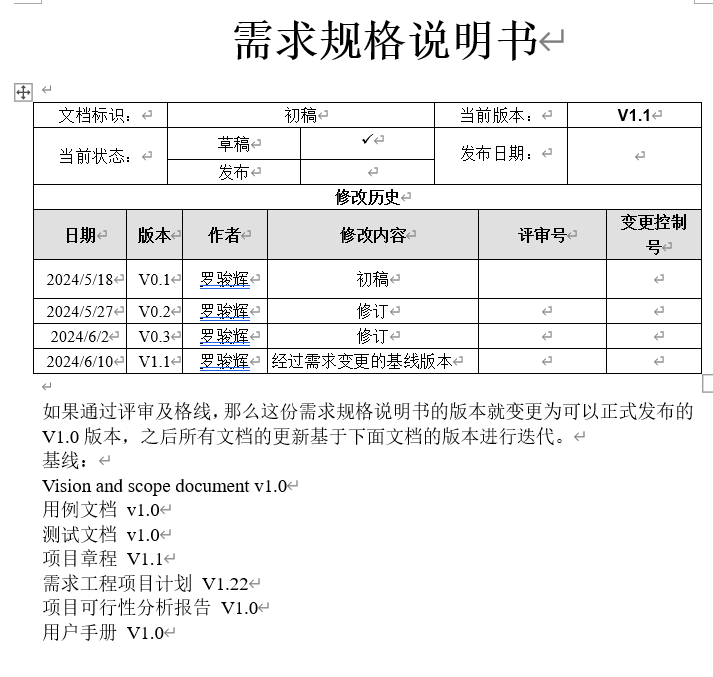 需求规格说明书
文档标识： 初稿 当前版本： V1.1
当前状态： 草稿 ✓ 发布日期：
发布
修改历史
日期 版本 作者 修改内容 评审号 变更控制
号
2024/5/18 V0.1 罗骏辉 初稿
2024/5/27 V0.2 罗骏辉 修订
2024/6/2 V0.3 罗骏辉 修订
2024/6/10 V1.1 罗骏辉 经过需求变更的基线版本
如果通过评审及格线，那么这份需求规格说明书的版本就变更为可以正式发布的
V1.0 版本，之后所有文档的更新基于下面文档的版本进行迭代。
基线：
Vision and scope document v1.0
用例文档 v1.0
测试文档 v1.0
项目章程 V1.1
需求工程项目计划 V1.22
项目可行性分析报告 V1.0
用户手册 V1.0